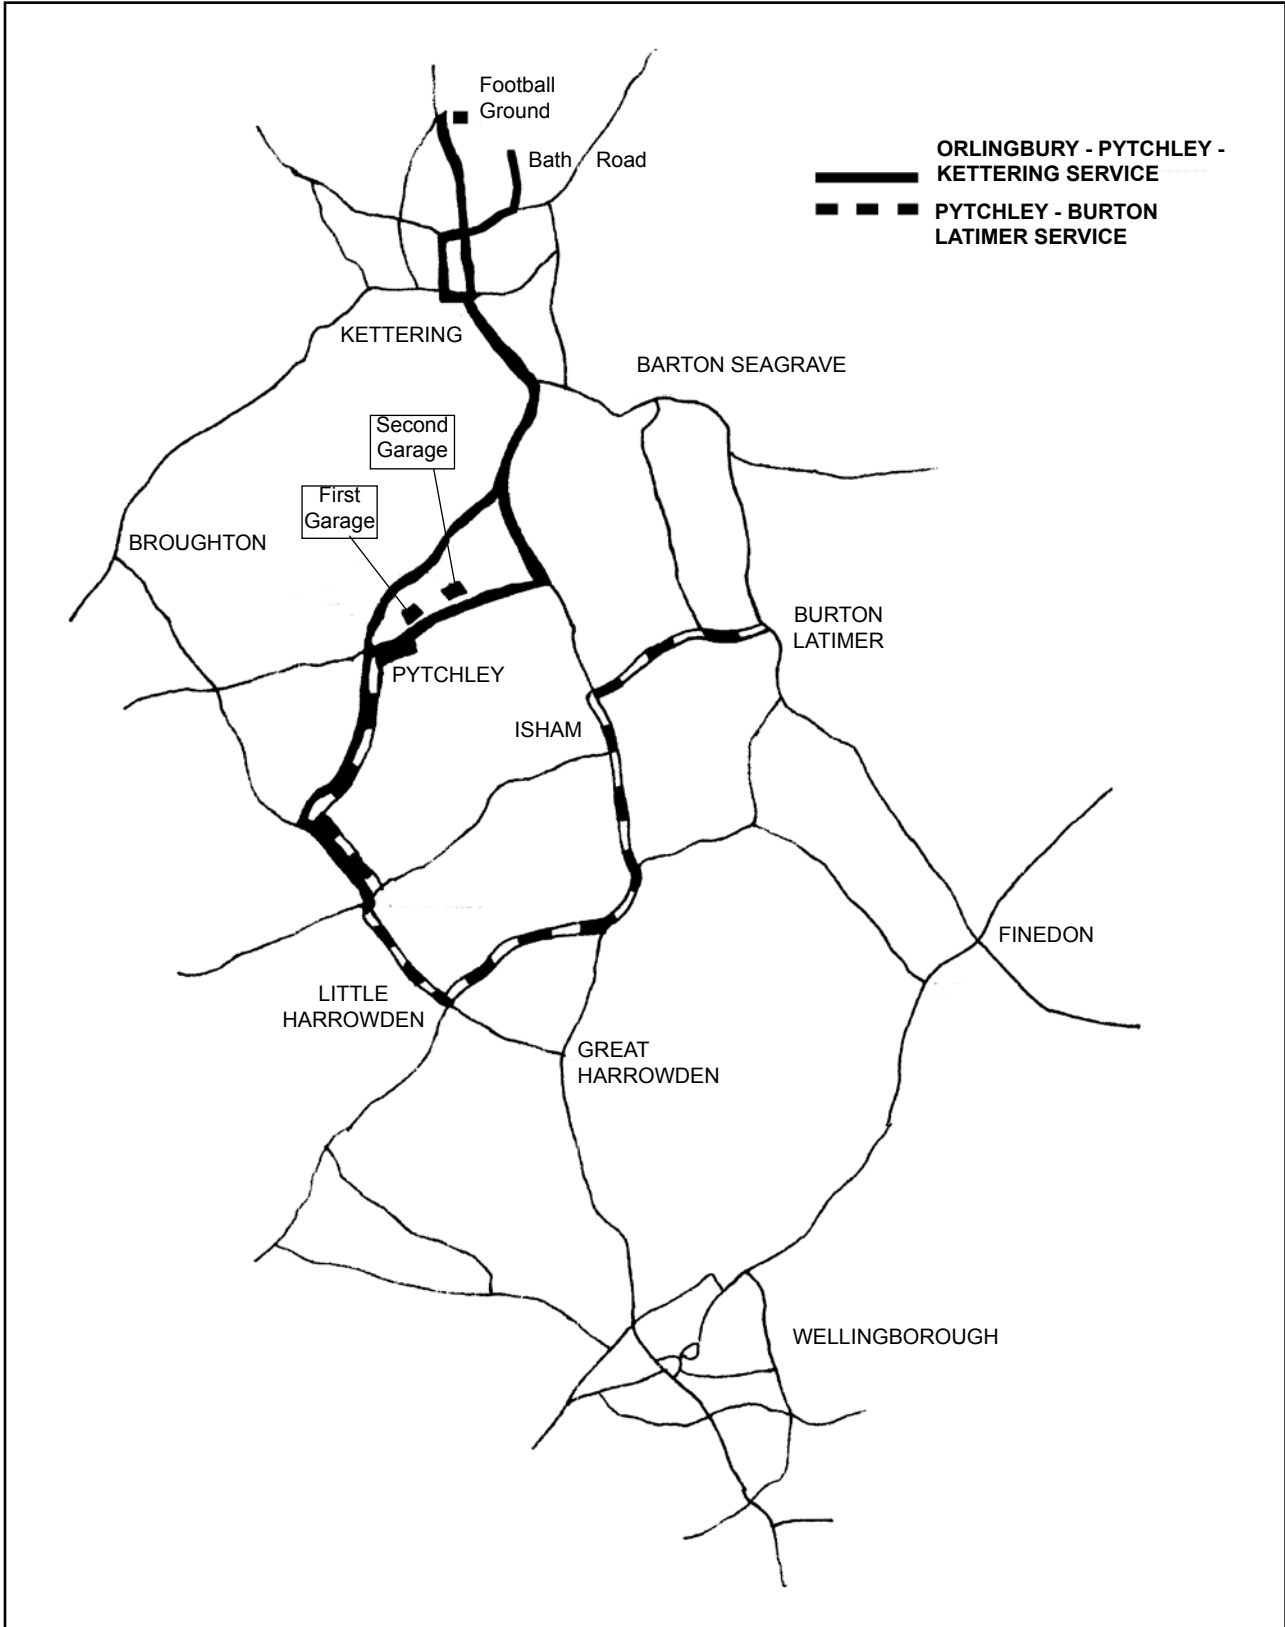 Football
Ground
Bath Road
ORLINGBURY - PYTCHLEY -
KETTERING SERVICE
PYTCHLEY - BURTON
LATIMER SERVICE
KETTERING
BARTON SEAGRAVE
Second
Garage
First
Garage
BROUGHTON
BURTON
LATIMER
PYTCHLEY
ISHAM
FINEDON
LITTLE
HARROWDEN
GREAT
HARROWDEN
WELLINGBOROUGH